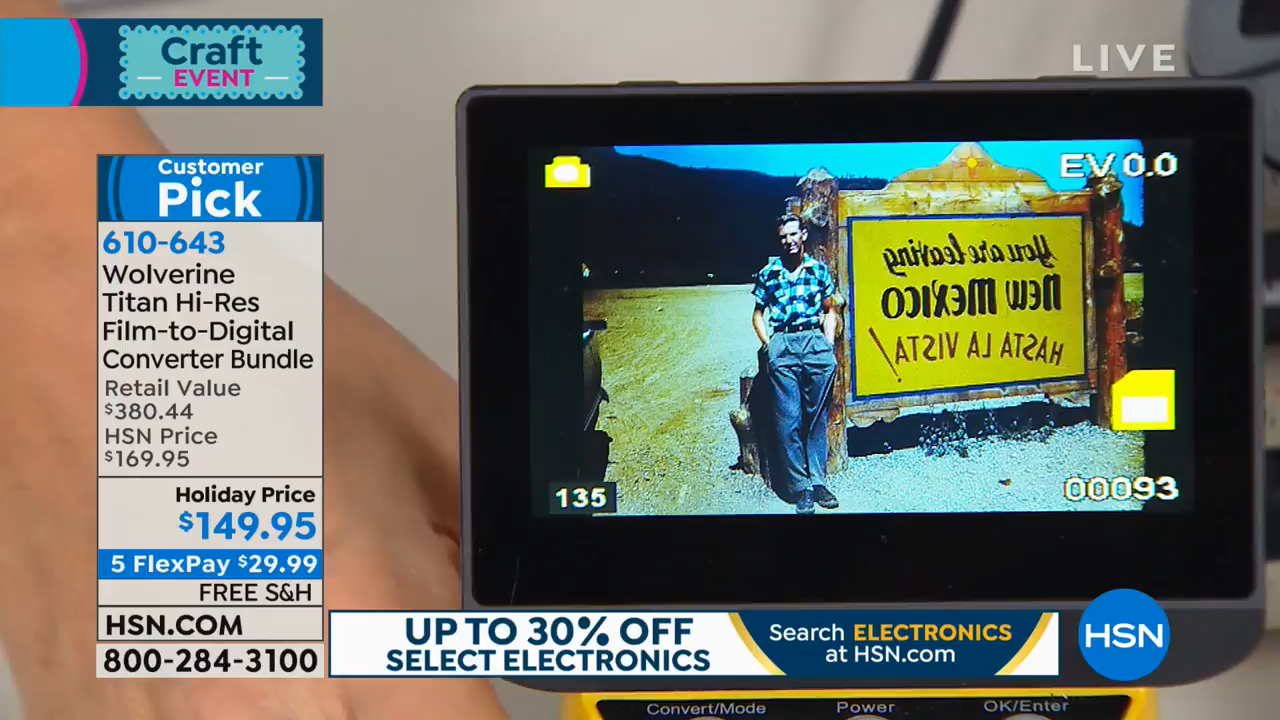 Craft
EVENT
LIVE
Customer
Pick
610-643
Wolverine
Titan Hi-Res
Film-to-Digital
Converter Bundle
Retail Value
$380.44
HSN Price
$169.95
Holiday Price
$149.95
5 FlexPay $29.99
FREE S&H
HSN.COM
800-284-3100
EV 0.0
You are leaving
New MEXICO
HASTA LA VISTA!
135
00093
UP TO 30% OFF
SELECT ELECTRONICS
Search ELECTRONICS
at HSN.com
HSN
Convert/Mode
Power
OK/Enter